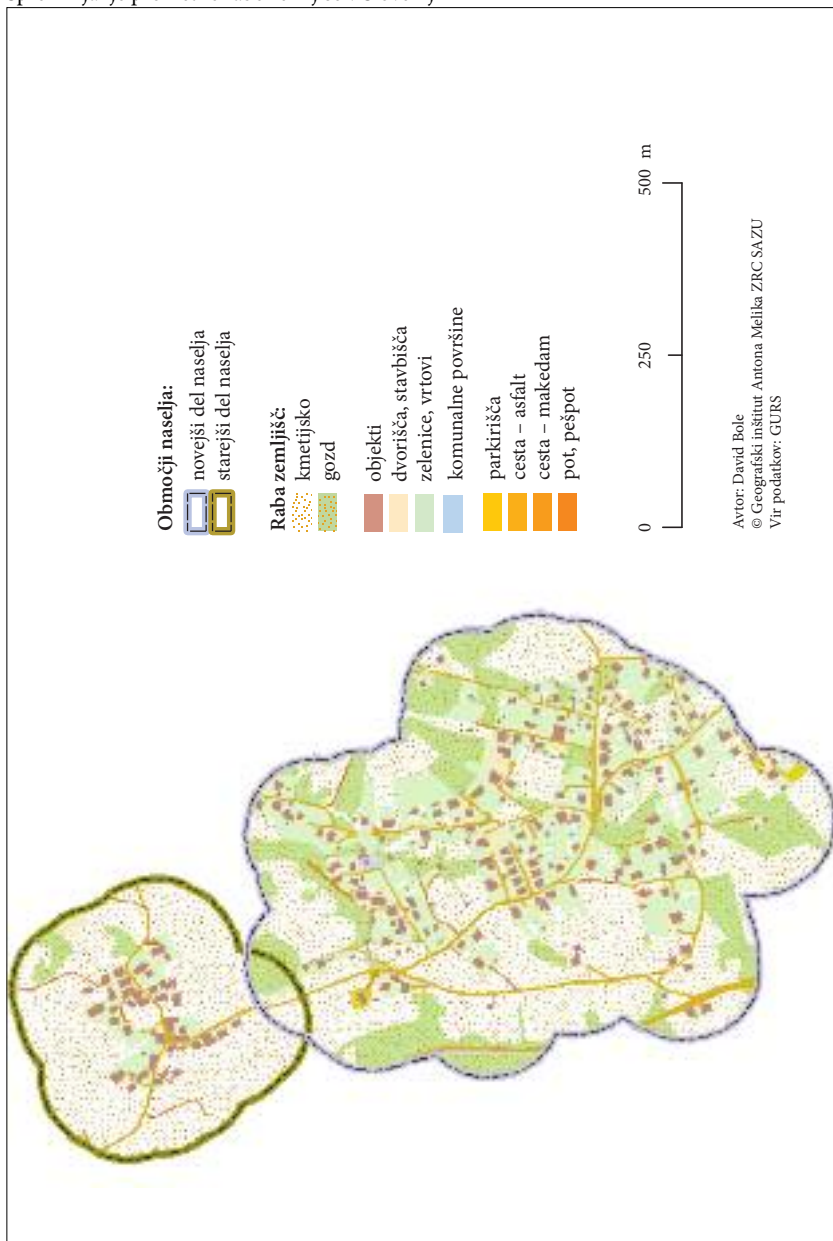 Območji naselja:
novejši del naselja
starejši del naselja
Raba zemljišč:
kmetijsko
gozd
objekti
dvorišča, stavbišča
zelenice, vrtovi
komunalne površine
parkirišča
cesta – asfalt
cesta – makedam
pot, pešpot
0 250 500 m
Avtor: David Bole
© Geografski inštitut Antona Melika ZRC SAZU
Vir podatkov: GURS